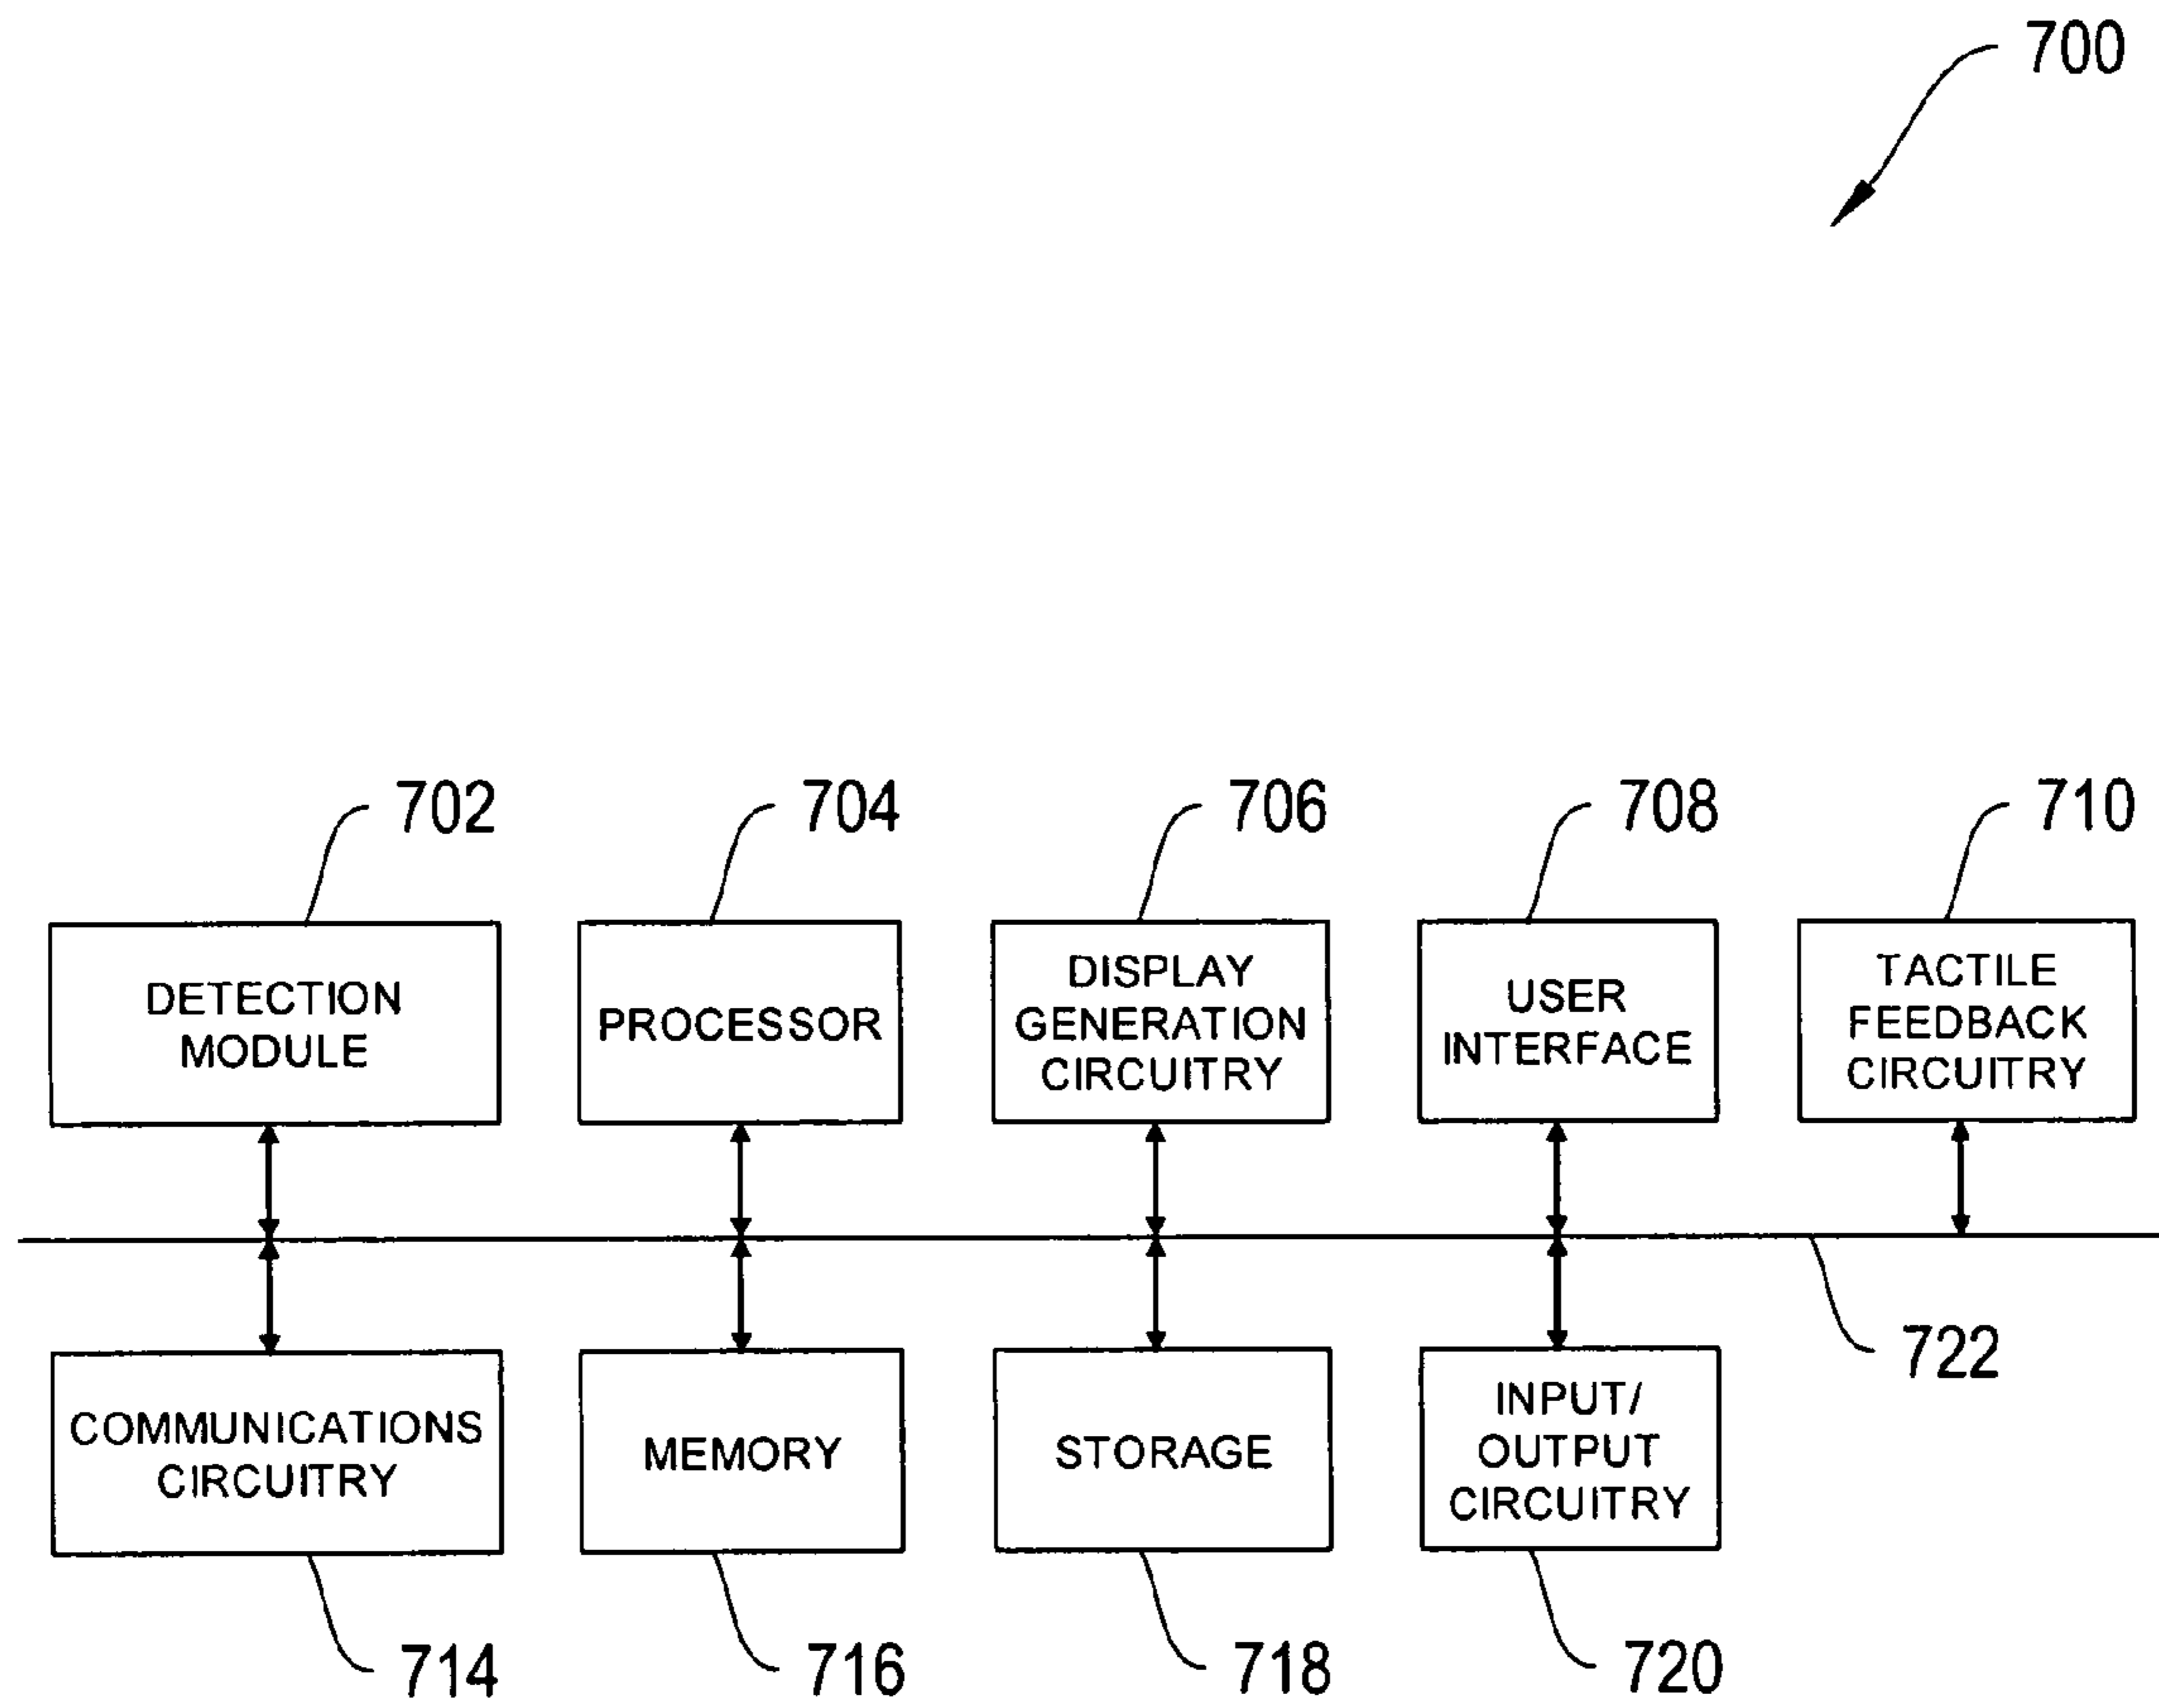 700
702
704
706
708
710
DETECTION
MODULE
PROCESSOR
DISPLAY
GENERATION
CIRCUITRY
USER
INTERFACE
TACTILE
FEEDBACK
CIRCUITRY
722
COMMUNICATIONS
CIRCUITRY
MEMORY
STORAGE
INPUT/
OUTPUT
CIRCUITRY
714
716
718
720